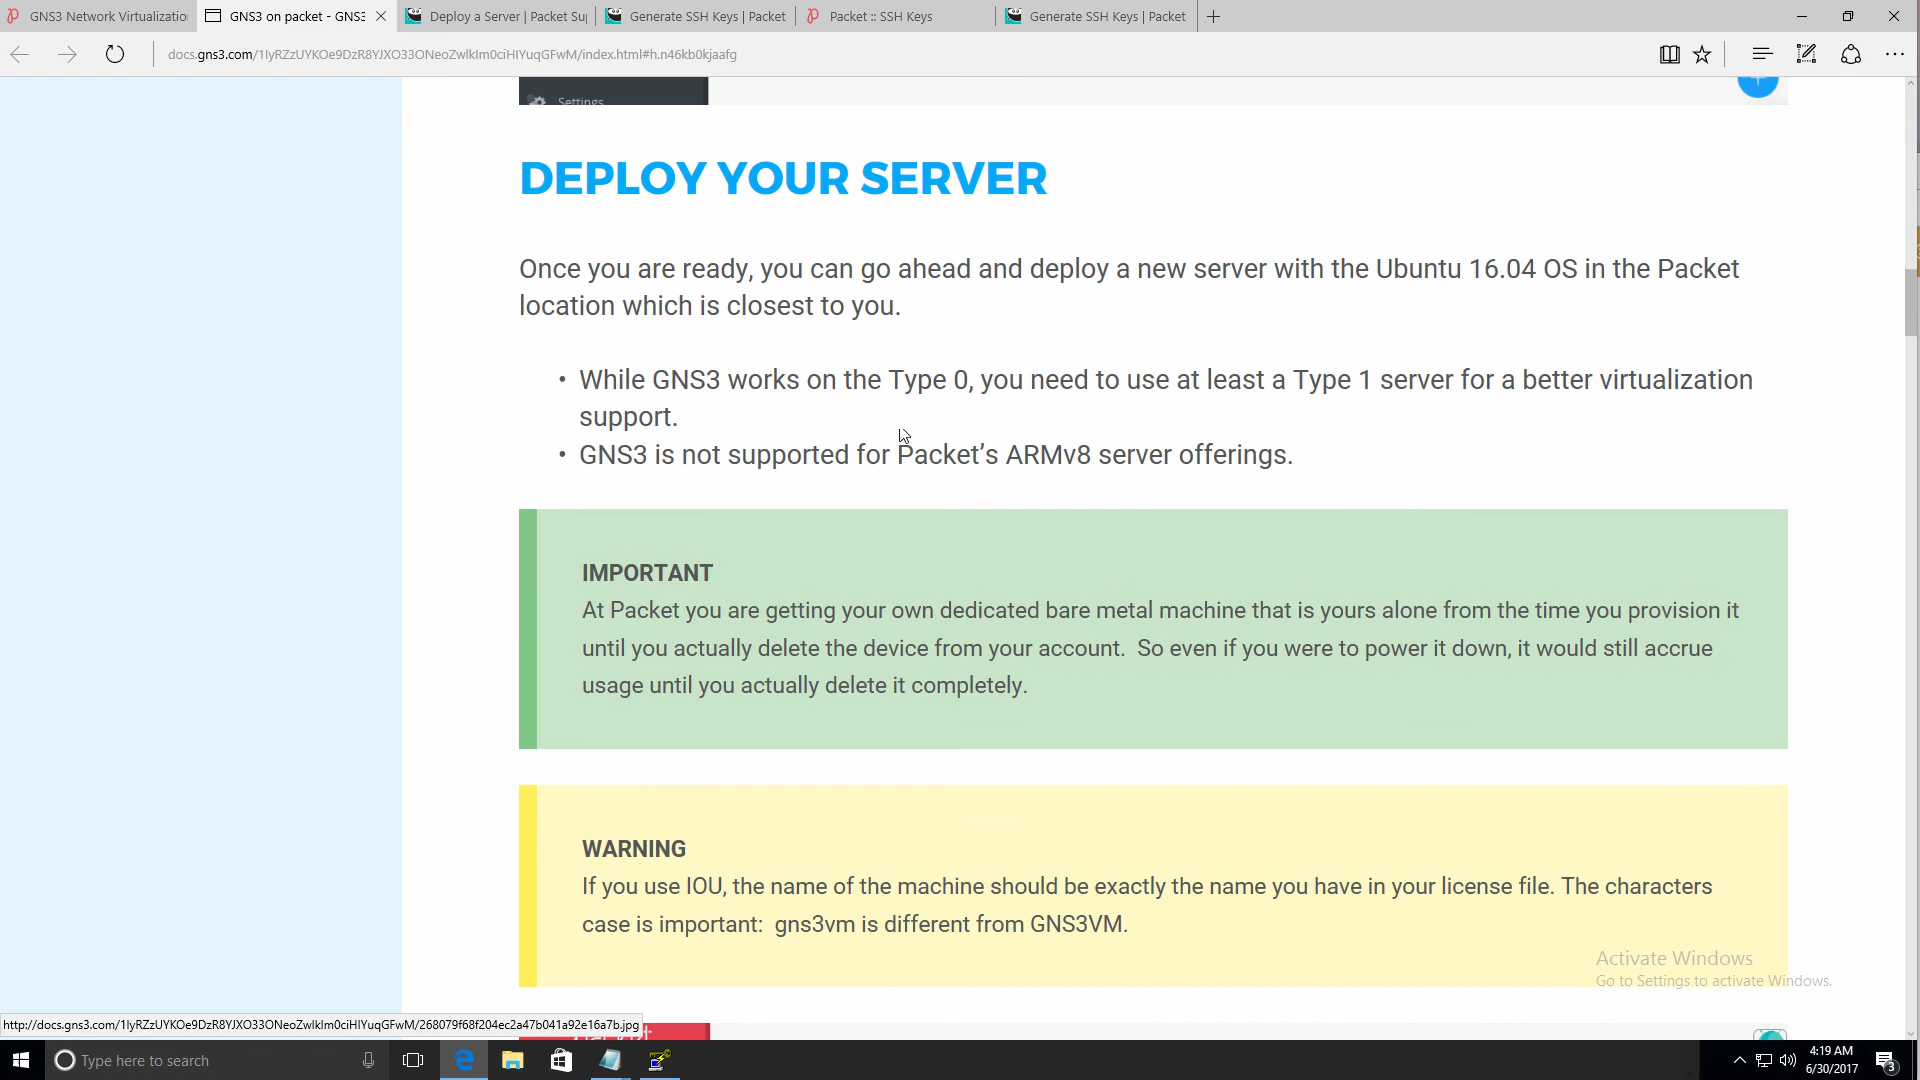 GNS3 Network Virtualizatio
GNS3 on packet - GNS3
Deploy a Server | Packet Su
Generate SSH Keys | Packet
Packet :: SSH Keys
Generate SSH Keys | Packet
docs.gns3.com/1IyRZzUYKOe9DzR8YJXO33ONeoZwlkIm0ciHIYuqGFwM/index.html#h.n46kb0kjaafg
Settings
DEPLOY YOUR SERVER
Once you are ready, you can go ahead and deploy a new server with the Ubuntu 16.04 OS in the Packet
location which is closest to you.
• While GNS3 works on the Type 0, you need to use at least a Type 1 server for a better virtualization
support.
• GNS3 is not supported for Packet’s ARMv8 server offerings.
IMPORTANT
At Packet you are getting your own dedicated bare metal machine that is yours alone from the time you provision it
until you actually delete the device from your account.  So even if you were to power it down, it would still accrue
usage until you actually delete it completely.
WARNING
If you use IOU, the name of the machine should be exactly the name you have in your license file. The characters
case is important:  gns3vm is different from GNS3VM.
Activate Windows
Go to Settings to activate Windows.
http://docs.gns3.com/1IyRZzUYKOe9DzR8YJXO33ONeoZwlkIm0ciHIYuqGFwM/268079f68f204ec2a47b041a92e16a7b.jpg
Type here to search
4:19 AM
6/30/2017
3